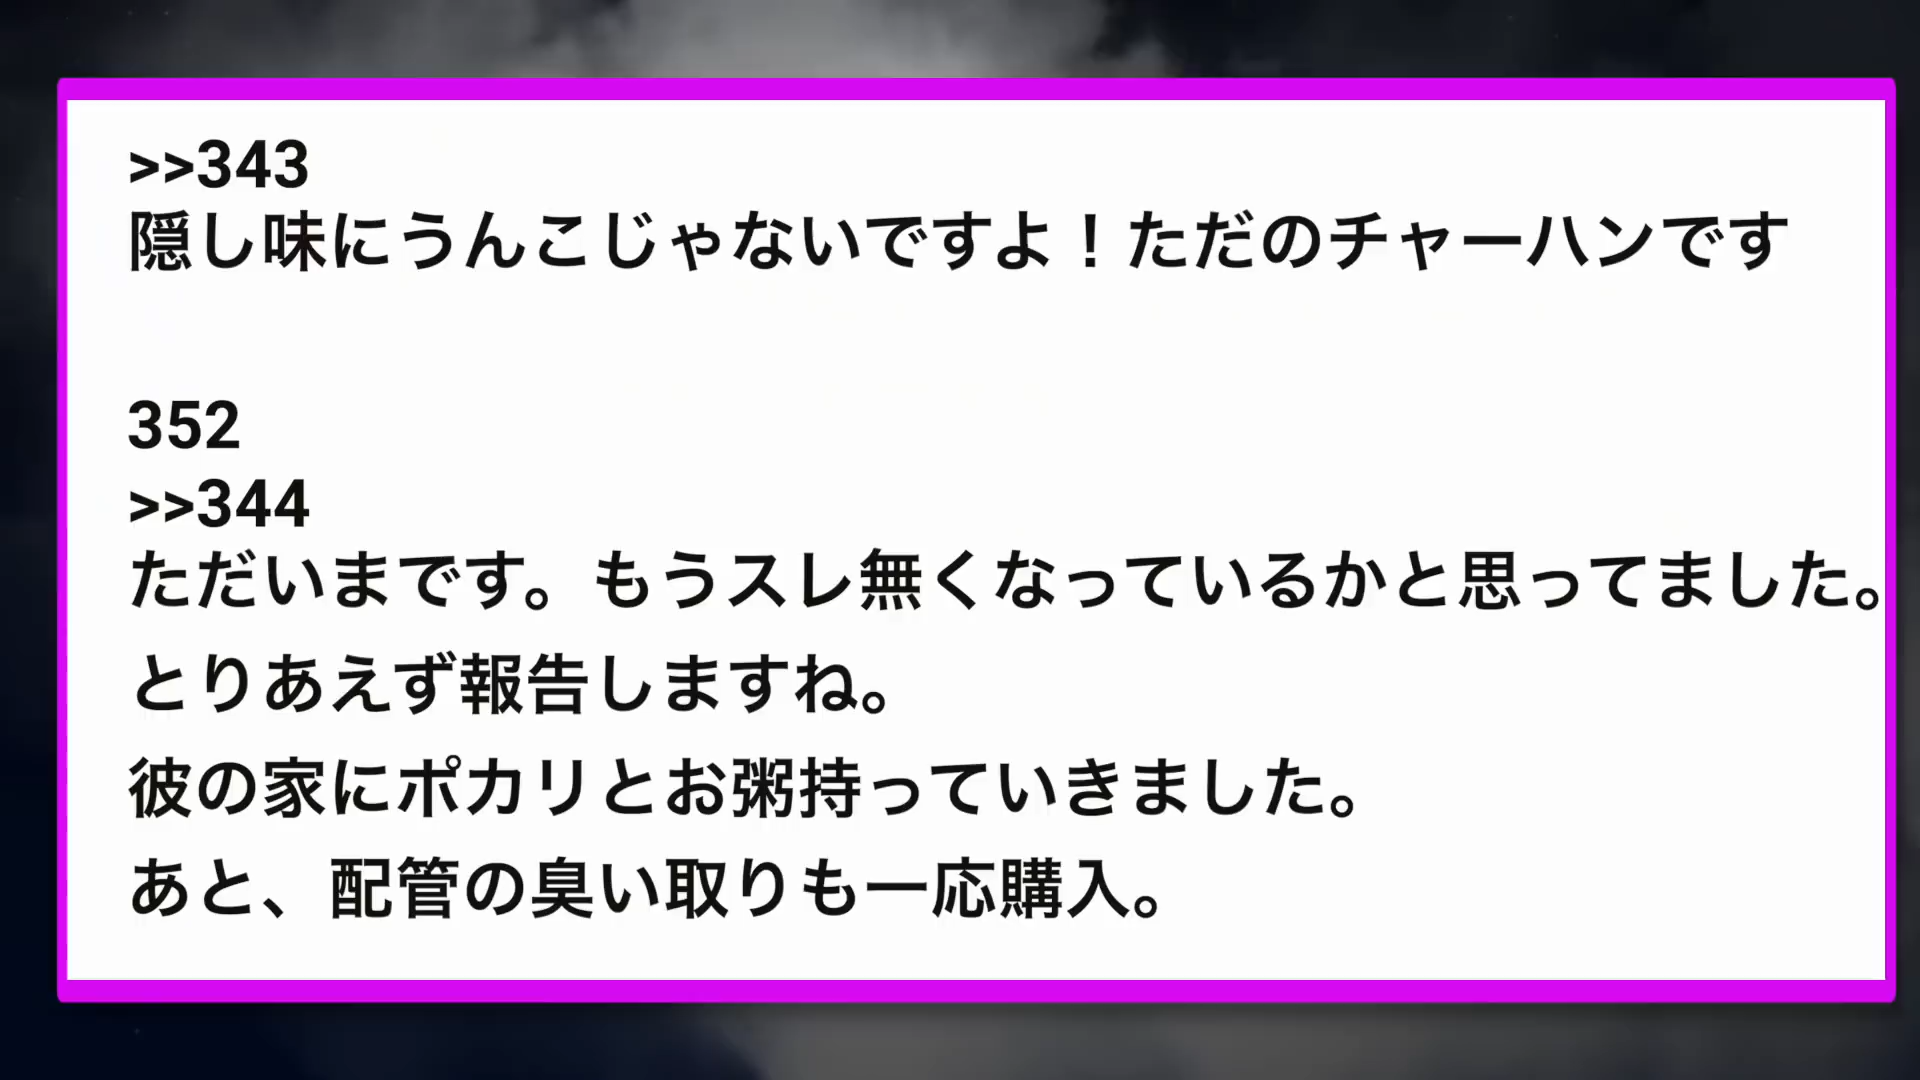 >>343
隠し味にうんこじゃないですよ！ただのチャーハンです
352
>>344
ただいまです。もうスレ無くなっているかと思ってました。
とりあえず報告しますね。
彼の家にポカリとお粥持っていきました。
あと、配管の臭い取りも一応購入。